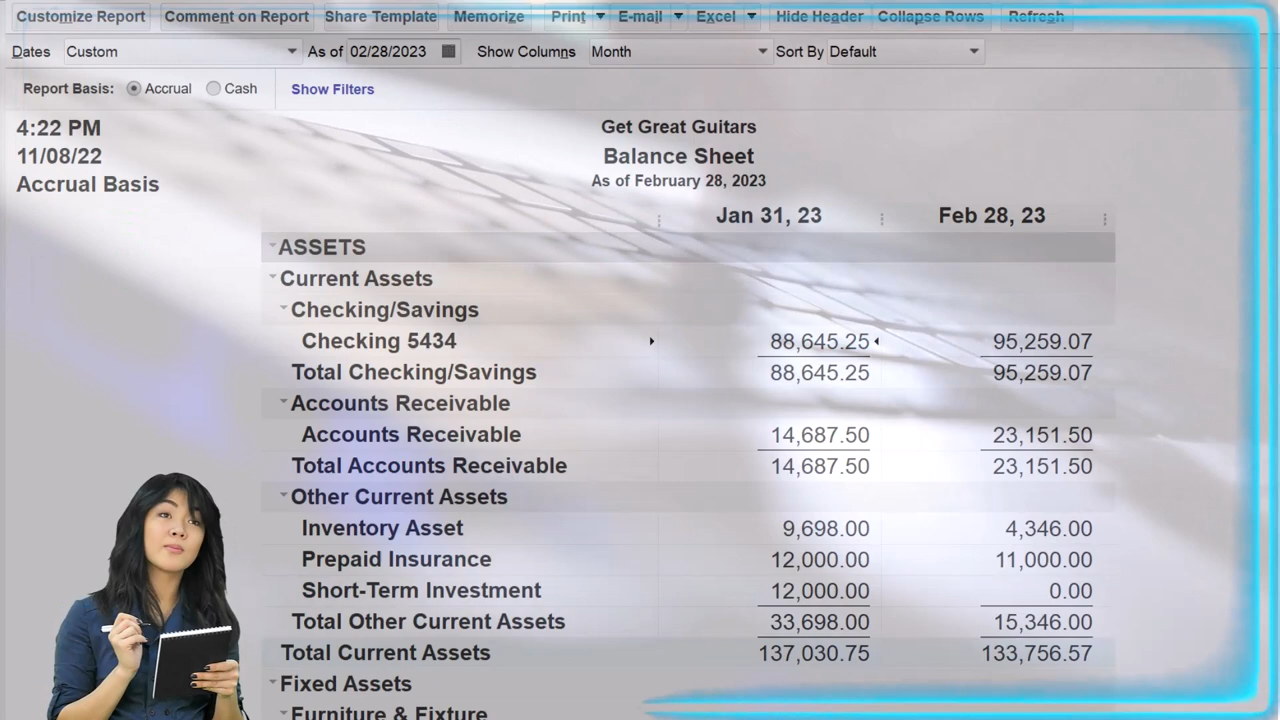 Customize Report Comment on Report Share Template Memorize Print E-mail Excel Hide Header Collapse Rows Refresh
Dates Custom As of 02/28/2023 Show Columns Month Sort By Default
Report Basis: Accrual Cash Show Filters
4:22 PM
11/08/22
Accrual Basis
Get Great Guitars
Balance Sheet
As of February 28, 2023
Jan 31, 23 Feb 28, 23
ASSETS
Current Assets
Checking/Savings
Checking 5434 88,645.25 95,259.07
Total Checking/Savings 88,645.25 95,259.07
Accounts Receivable
Accounts Receivable 14,687.50 23,151.50
Total Accounts Receivable 14,687.50 23,151.50
Other Current Assets
Inventory Asset 9,698.00 4,346.00
Prepaid Insurance 12,000.00 11,000.00
Short-Term Investment 12,000.00 0.00
Total Other Current Assets 33,698.00 15,346.00
Total Current Assets 137,030.75 133,756.57
Fixed Assets
Furniture & Fixture